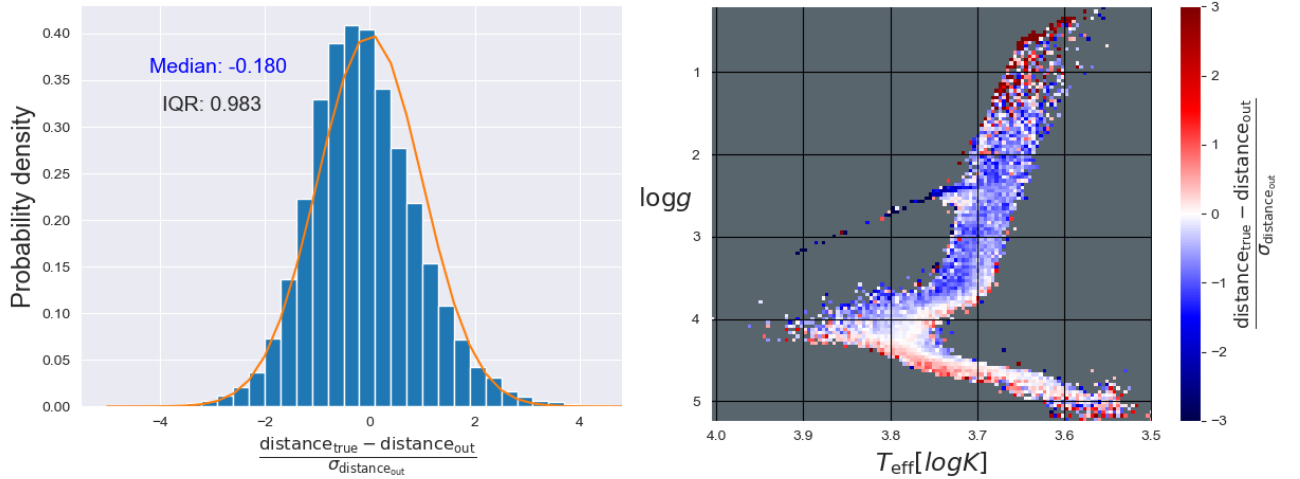 Probability density
0.40
0.35
0.30
0.25
0.20
0.15
0.10
0.05
0.00
Median: -0.180
IQR: 0.983
−4 −2 0 2 4
distance_true − distance_out
σ_distance_out
logg
1
2
3
4
5
4.0 3.9 3.8 3.7 3.6 3.5
T_eff[logK]
3
2
1
0
−1
−2
−3
distance_true − distance_out
σ_distance_out